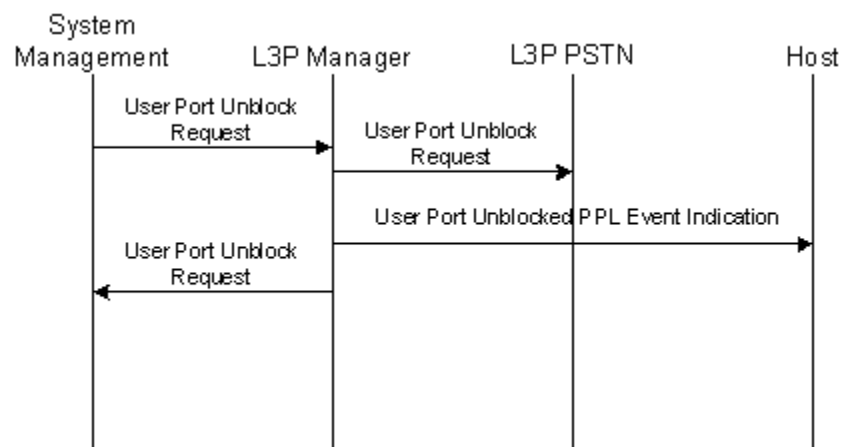 System
Management
L3P Manager
L3P PSTN
Host
User Port Unblock
Request
User Port Unblock
Request
User Port Unblocked PPL Event Indication
User Port Unblock
Request